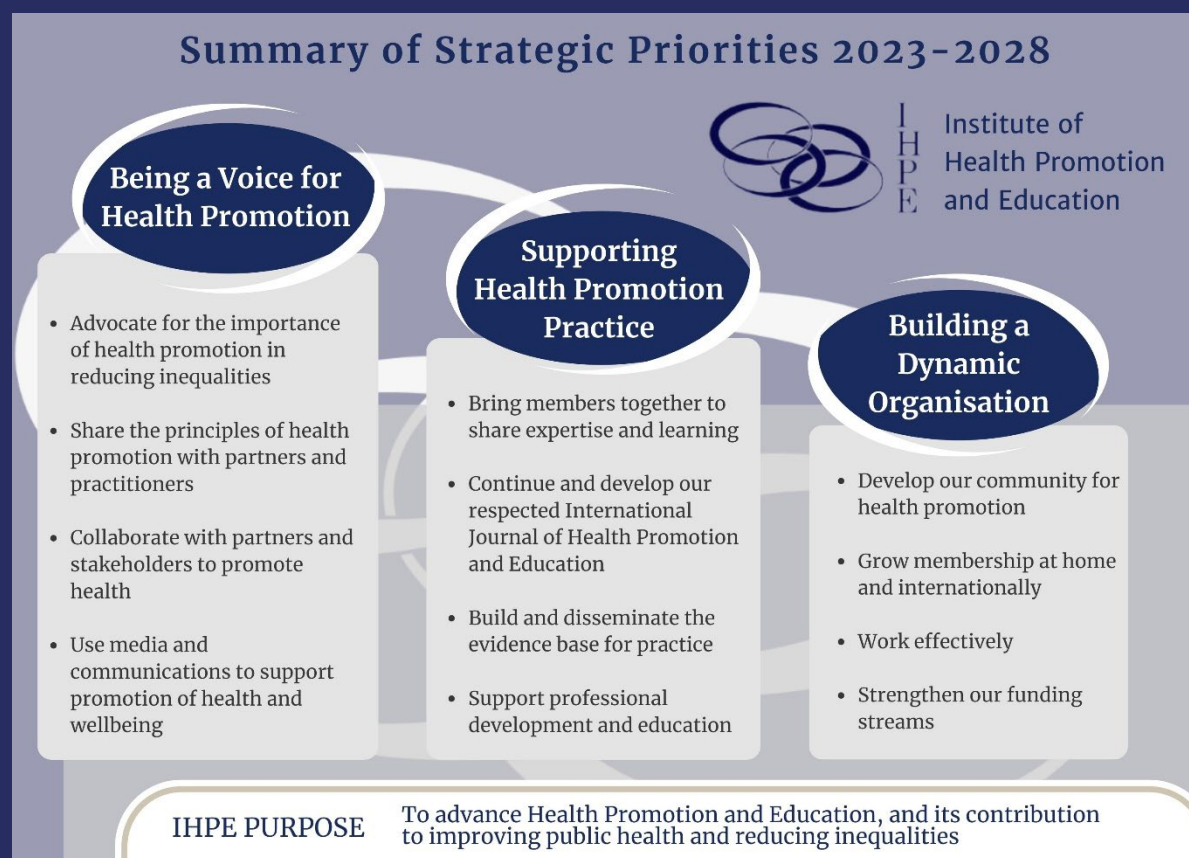 Summary of Strategic Priorities 2023-2028
I
H
P
E
Institute of
Health Promotion
and Education
Being a Voice for
Health Promotion
• Advocate for the importance
of health promotion in
reducing inequalities
• Share the principles of health
promotion with partners and
practitioners
• Collaborate with partners and
stakeholders to promote
health
• Use media and
communications to support
promotion of health and
wellbeing
Supporting
Health Promotion
Practice
• Bring members together to
share expertise and learning
• Continue and develop our
respected International
Journal of Health Promotion
and Education
• Build and disseminate the
evidence base for practice
• Support professional
development and education
Building a
Dynamic
Organisation
• Develop our community for
health promotion
• Grow membership at home
and internationally
• Work effectively
• Strengthen our funding
streams
IHPE PURPOSE
To advance Health Promotion and Education, and its contribution
to improving public health and reducing inequalities